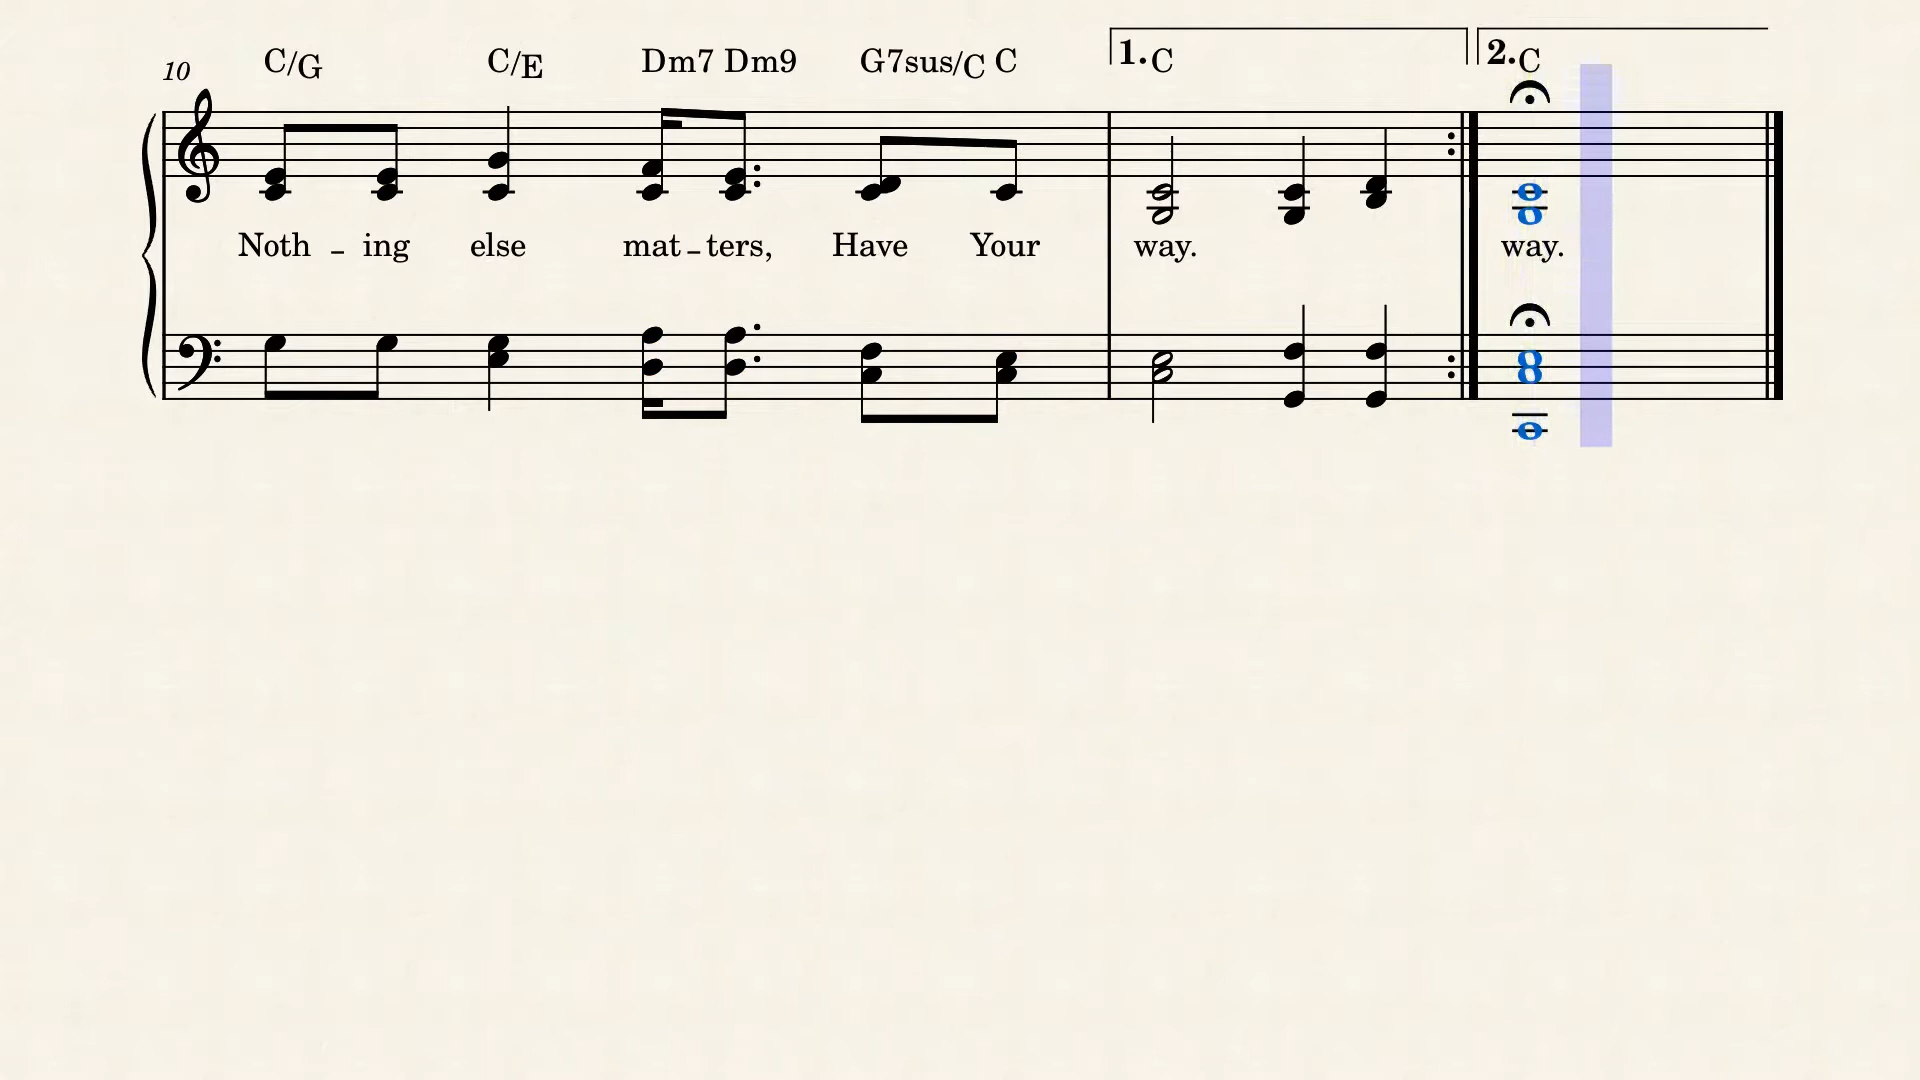 10 C/G C/E Dm7 Dm9 G7sus/C C 1. C 2. C
Noth - ing else mat - ters, Have Your way. way.